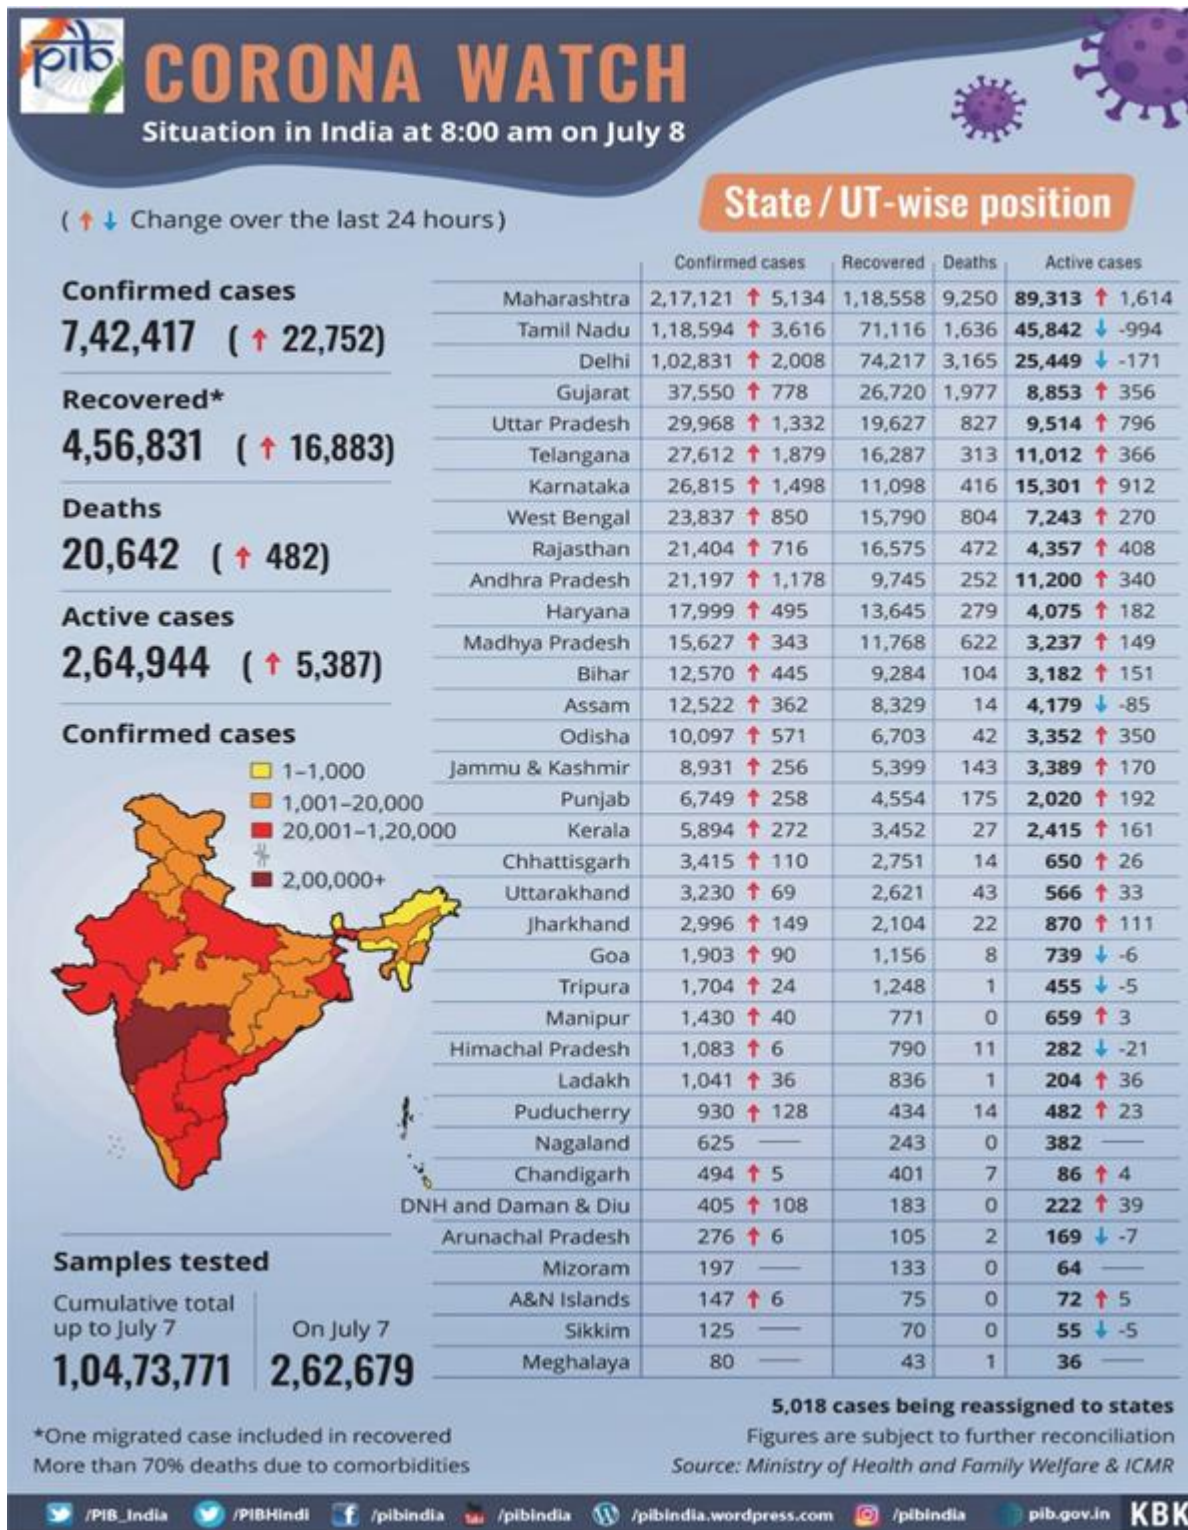 pib
CORONA WATCH
Situation in India at 8:00 am on July 8
(↑↓ Change over the last 24 hours)
Confirmed cases
7,42,417 (↑ 22,752)
Recovered*
4,56,831 (↑ 16,883)
Deaths
20,642 (↑ 482)
Active cases
2,64,944 (↑ 5,387)
Confirmed cases
1–1,000
1,001–20,000
20,001–1,20,000
2,00,000+
Samples tested
Cumulative total
up to July 7
1,04,73,771
On July 7
2,62,679
*One migrated case included in recovered
More than 70% deaths due to comorbidities
State / UT-wise position
Confirmed cases Recovered Deaths Active cases
Maharashtra 2,17,121 ↑ 5,134 1,18,558 9,250 89,313 ↑ 1,614
Tamil Nadu 1,18,594 ↑ 3,616 71,116 1,636 45,842 ↓ -994
Delhi 1,02,831 ↑ 2,008 74,217 3,165 25,449 ↓ -171
Gujarat 37,550 ↑ 778 26,720 1,977 8,853 ↑ 356
Uttar Pradesh 29,968 ↑ 1,332 19,627 827 9,514 ↑ 796
Telangana 27,612 ↑ 1,879 16,287 313 11,012 ↑ 366
Karnataka 26,815 ↑ 1,498 11,098 416 15,301 ↑ 912
West Bengal 23,837 ↑ 850 15,790 804 7,243 ↑ 270
Rajasthan 21,404 ↑ 716 16,575 472 4,357 ↑ 408
Andhra Pradesh 21,197 ↑ 1,178 9,745 252 11,200 ↑ 340
Haryana 17,999 ↑ 495 13,645 279 4,075 ↑ 182
Madhya Pradesh 15,627 ↑ 343 11,768 622 3,237 ↑ 149
Bihar 12,570 ↑ 445 9,284 104 3,182 ↑ 151
Assam 12,522 ↑ 362 8,329 14 4,179 ↓ -85
Odisha 10,097 ↑ 571 6,703 42 3,352 ↑ 350
Jammu & Kashmir 8,931 ↑ 256 5,399 143 3,389 ↑ 170
Punjab 6,749 ↑ 258 4,554 175 2,020 ↑ 192
Kerala 5,894 ↑ 272 3,452 27 2,415 ↑ 161
Chhattisgarh 3,415 ↑ 110 2,751 14 650 ↑ 26
Uttarakhand 3,230 ↑ 69 2,621 43 566 ↑ 33
Jharkhand 2,996 ↑ 149 2,104 22 870 ↑ 111
Goa 1,903 ↑ 90 1,156 8 739 ↓ -6
Tripura 1,704 ↑ 24 1,248 1 455 ↓ -5
Manipur 1,430 ↑ 40 771 0 659 ↑ 3
Himachal Pradesh 1,083 ↑ 6 790 11 282 ↓ -21
Ladakh 1,041 ↑ 36 836 1 204 ↑ 36
Puducherry 930 ↑ 128 434 14 482 ↑ 23
Nagaland 625 — 243 0 382 —
Chandigarh 494 ↑ 5 401 7 86 ↑ 4
DNH and Daman & Diu 405 ↑ 108 183 0 222 ↑ 39
Arunachal Pradesh 276 ↑ 6 105 2 169 ↓ -7
Mizoram 197 — 133 0 64 —
A&N Islands 147 ↑ 6 75 0 72 ↑ 5
Sikkim 125 — 70 0 55 ↓ -5
Meghalaya 80 — 43 1 36 —
5,018 cases being reassigned to states
Figures are subject to further reconciliation
Source: Ministry of Health and Family Welfare & ICMR
/PIB_India /PIBHindi /pibindia /pibindia /pibindia.wordpress.com /pibindia pib.gov.in KBK